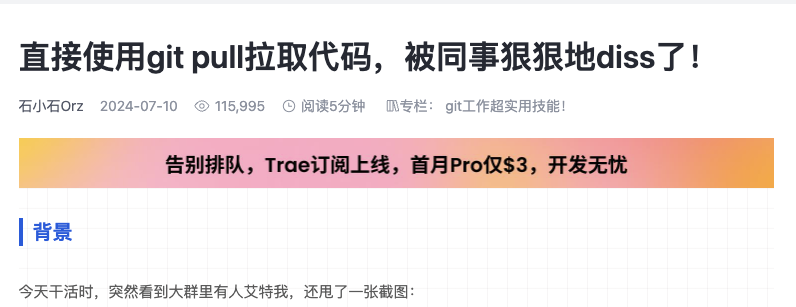 直接使用git pull拉取代码，被同事狠狠地diss了！
石小石Orz 2024-07-10 115,995 阅读5分钟 专栏： git工作超实用技能！
告别排队，Trae订阅上线，首月Pro仅$3，开发无忧
背景
今天干活时，突然看到大群里有人艾特我，还甩了一张截图：